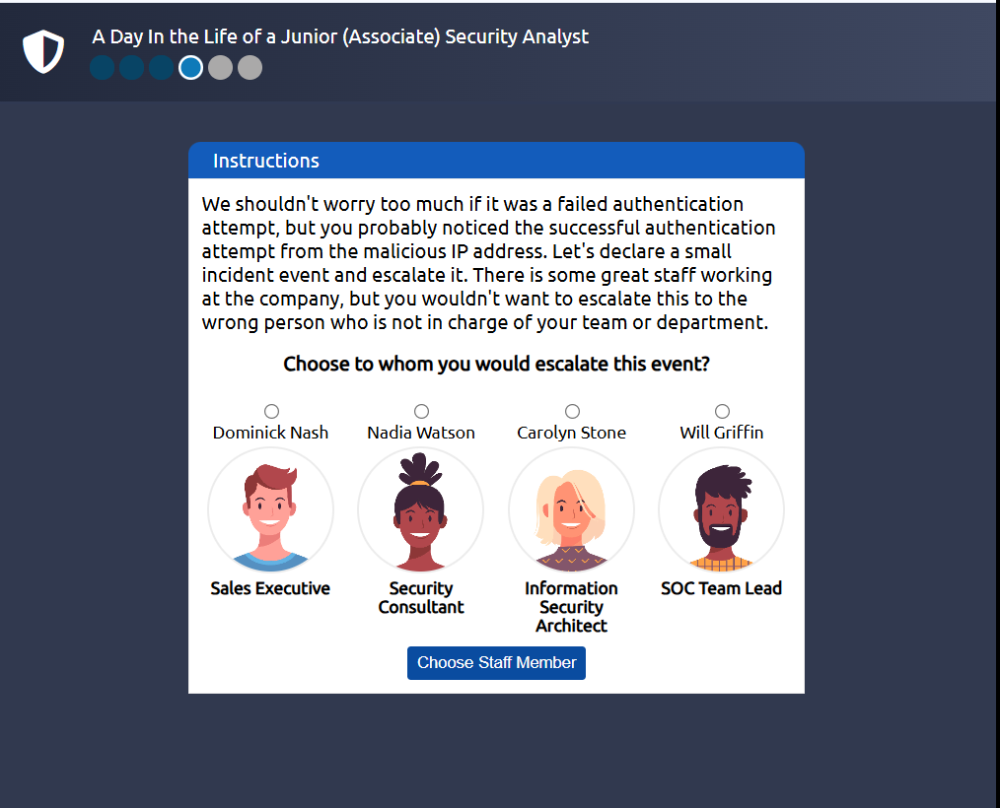 A Day In the Life of a Junior (Associate) Security Analyst
Instructions
We shouldn't worry too much if it was a failed authentication
attempt, but you probably noticed the successful authentication
attempt from the malicious IP address. Let's declare a small
incident event and escalate it. There is some great staff working
at the company, but you wouldn't want to escalate this to the
wrong person who is not in charge of your team or department.
Choose to whom you would escalate this event?
Dominick Nash
Nadia Watson
Carolyn Stone
Will Griffin
Sales Executive
Security
Consultant
Information
Security
Architect
SOC Team Lead
Choose Staff Member